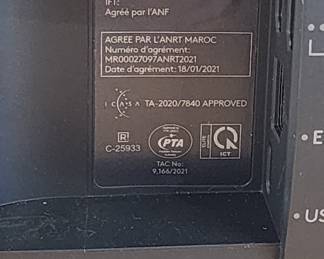 IFT:
Agréé par l'ANF
AGREE PAR L'ANRT MAROC
Numéro d'agrément:
MR00027097ANRT2021
Date d'agrément: 18/01/2021
ICASA TA-2020/7840 APPROVED
R
C-25933
PTA
ICT
TAC No:
9.166/2021
E
US